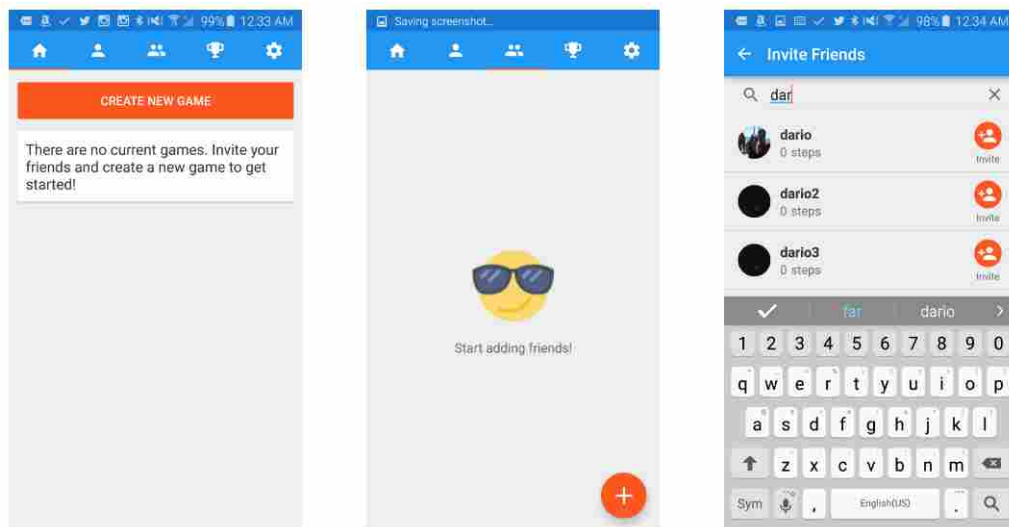 99% 12.33 AM
CREATE NEW GAME
There are no current games. Invite your
friends and create a new game to get
started!
Saving screenshot...
Start adding friends!
98% 12.34 AM
Invite Friends
dar
dario
0 steps
Invite
dario2
0 steps
Invite
dario3
0 steps
Invite
far dario
1 2 3 4 5 6 7 8 9 0
q w e r t y u i o p
a s d f g h j k l
z x c v b n m
Sym , English(US) .